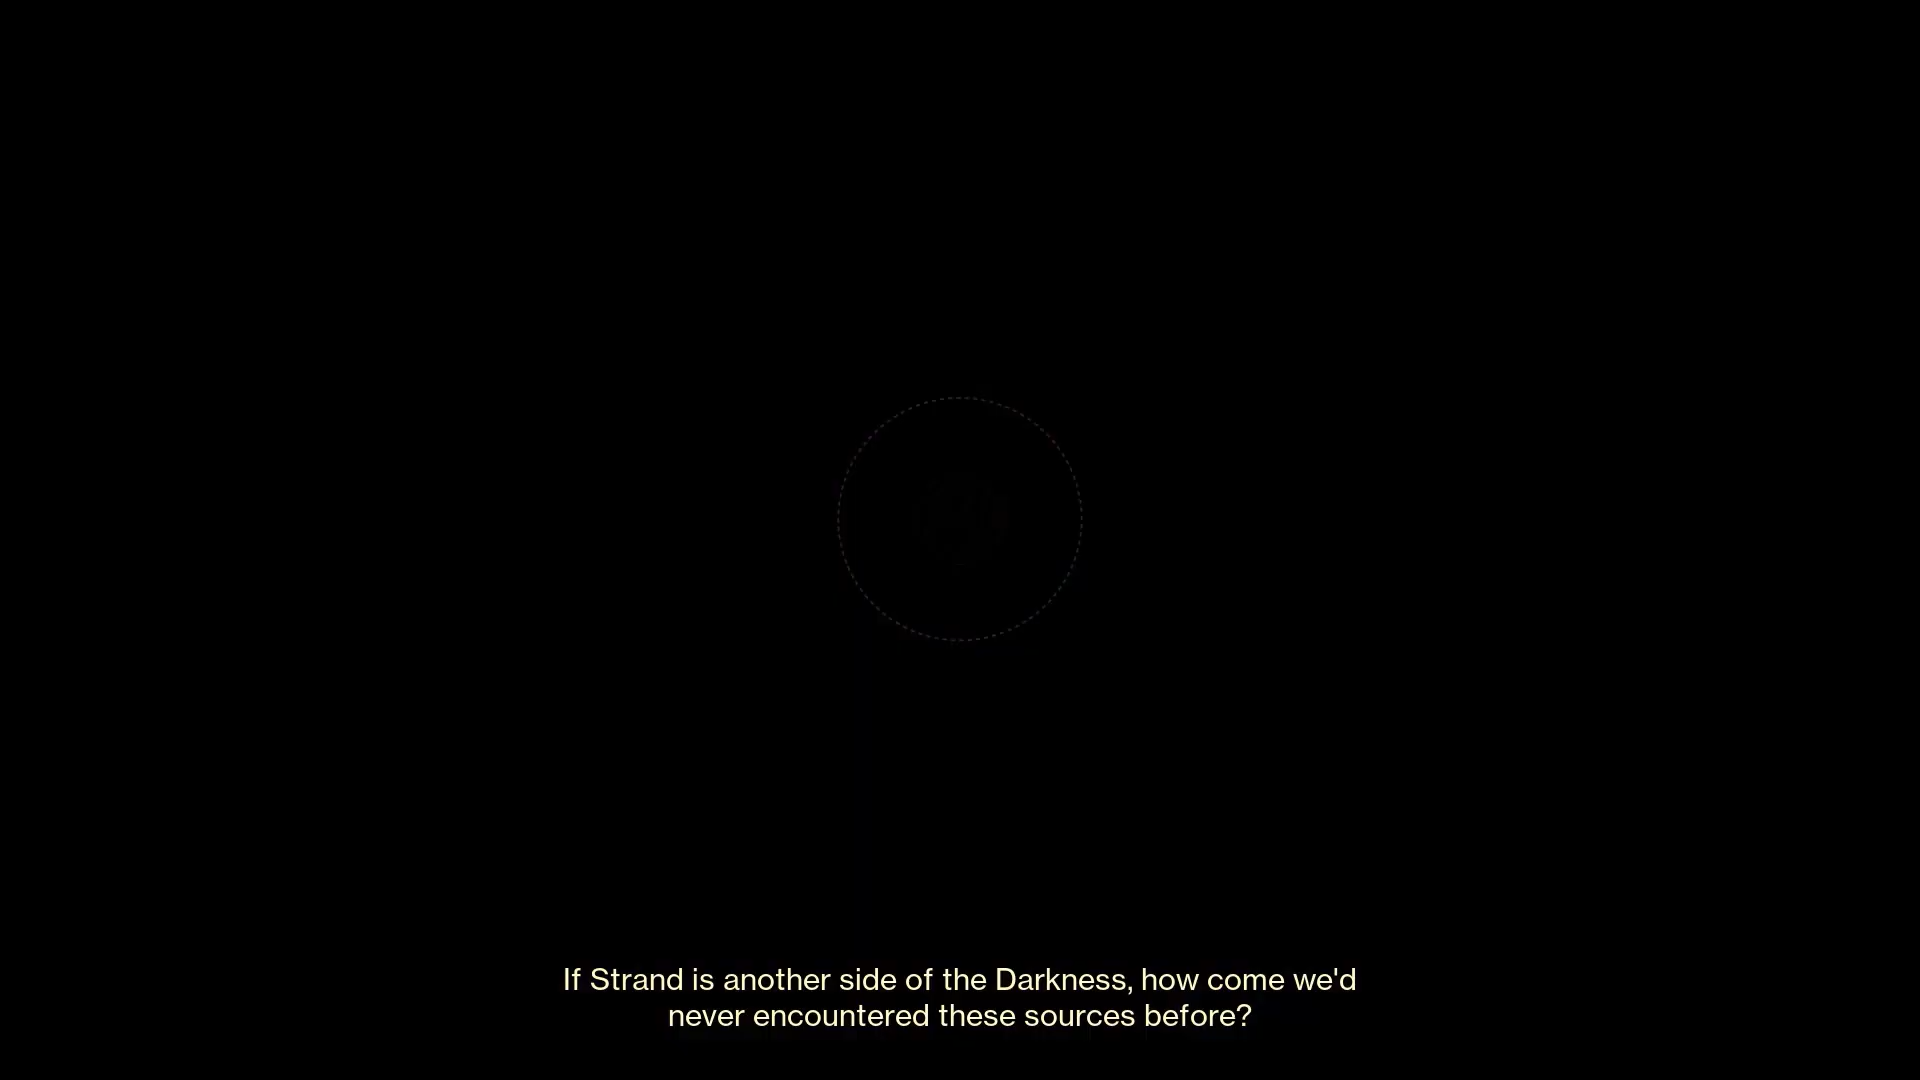 If Strand is another side of the Darkness, how come we'd
never encountered these sources before?